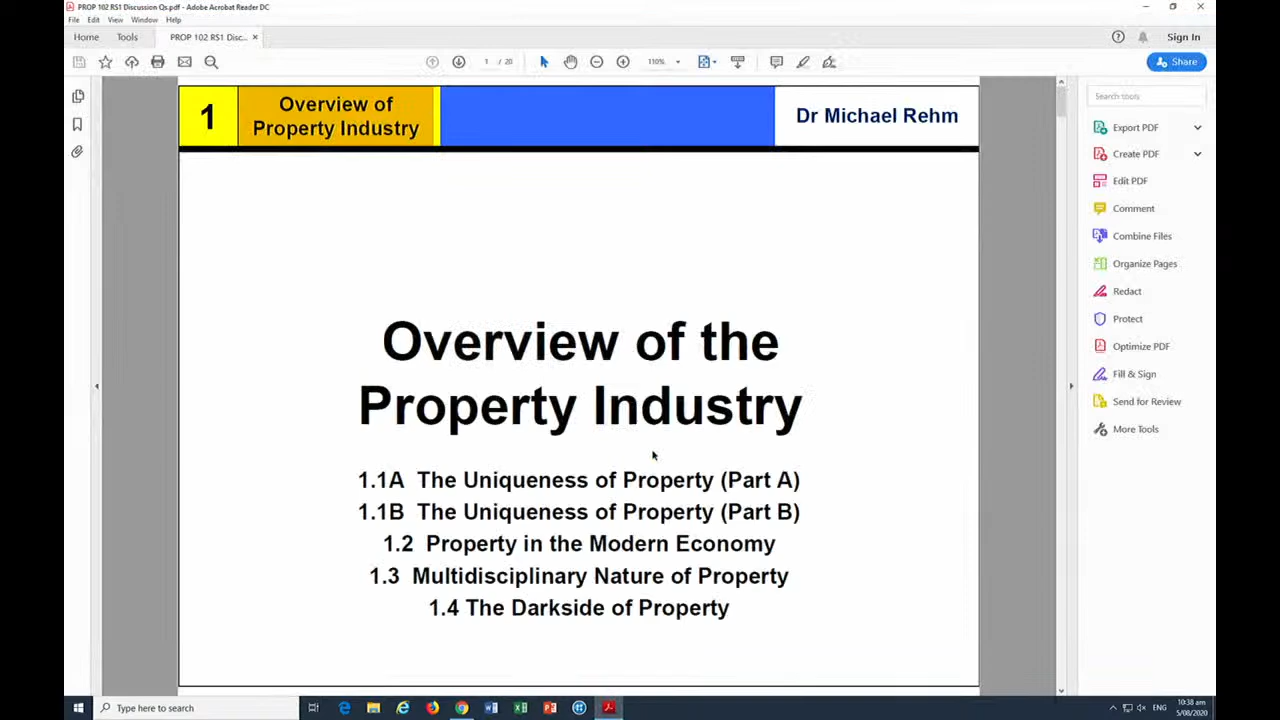 PROP 102 RS1 Discussion Qs.pdf - Adobe Acrobat Reader DC
File Edit View Window Help
Home Tools PROP 102 RS1 Disc... ×
Sign In
1 / 20
110%
Share
1
Overview of
Property Industry
Dr Michael Rehm
Overview of the
Property Industry
1.1A The Uniqueness of Property (Part A)
1.1B The Uniqueness of Property (Part B)
1.2 Property in the Modern Economy
1.3 Multidisciplinary Nature of Property
1.4 The Darkside of Property
Search tools
Export PDF
Create PDF
Edit PDF
Comment
Combine Files
Organize Pages
Redact
Protect
Optimize PDF
Fill & Sign
Send for Review
More Tools
Type here to search
ENG
10:38 am
5/08/2020